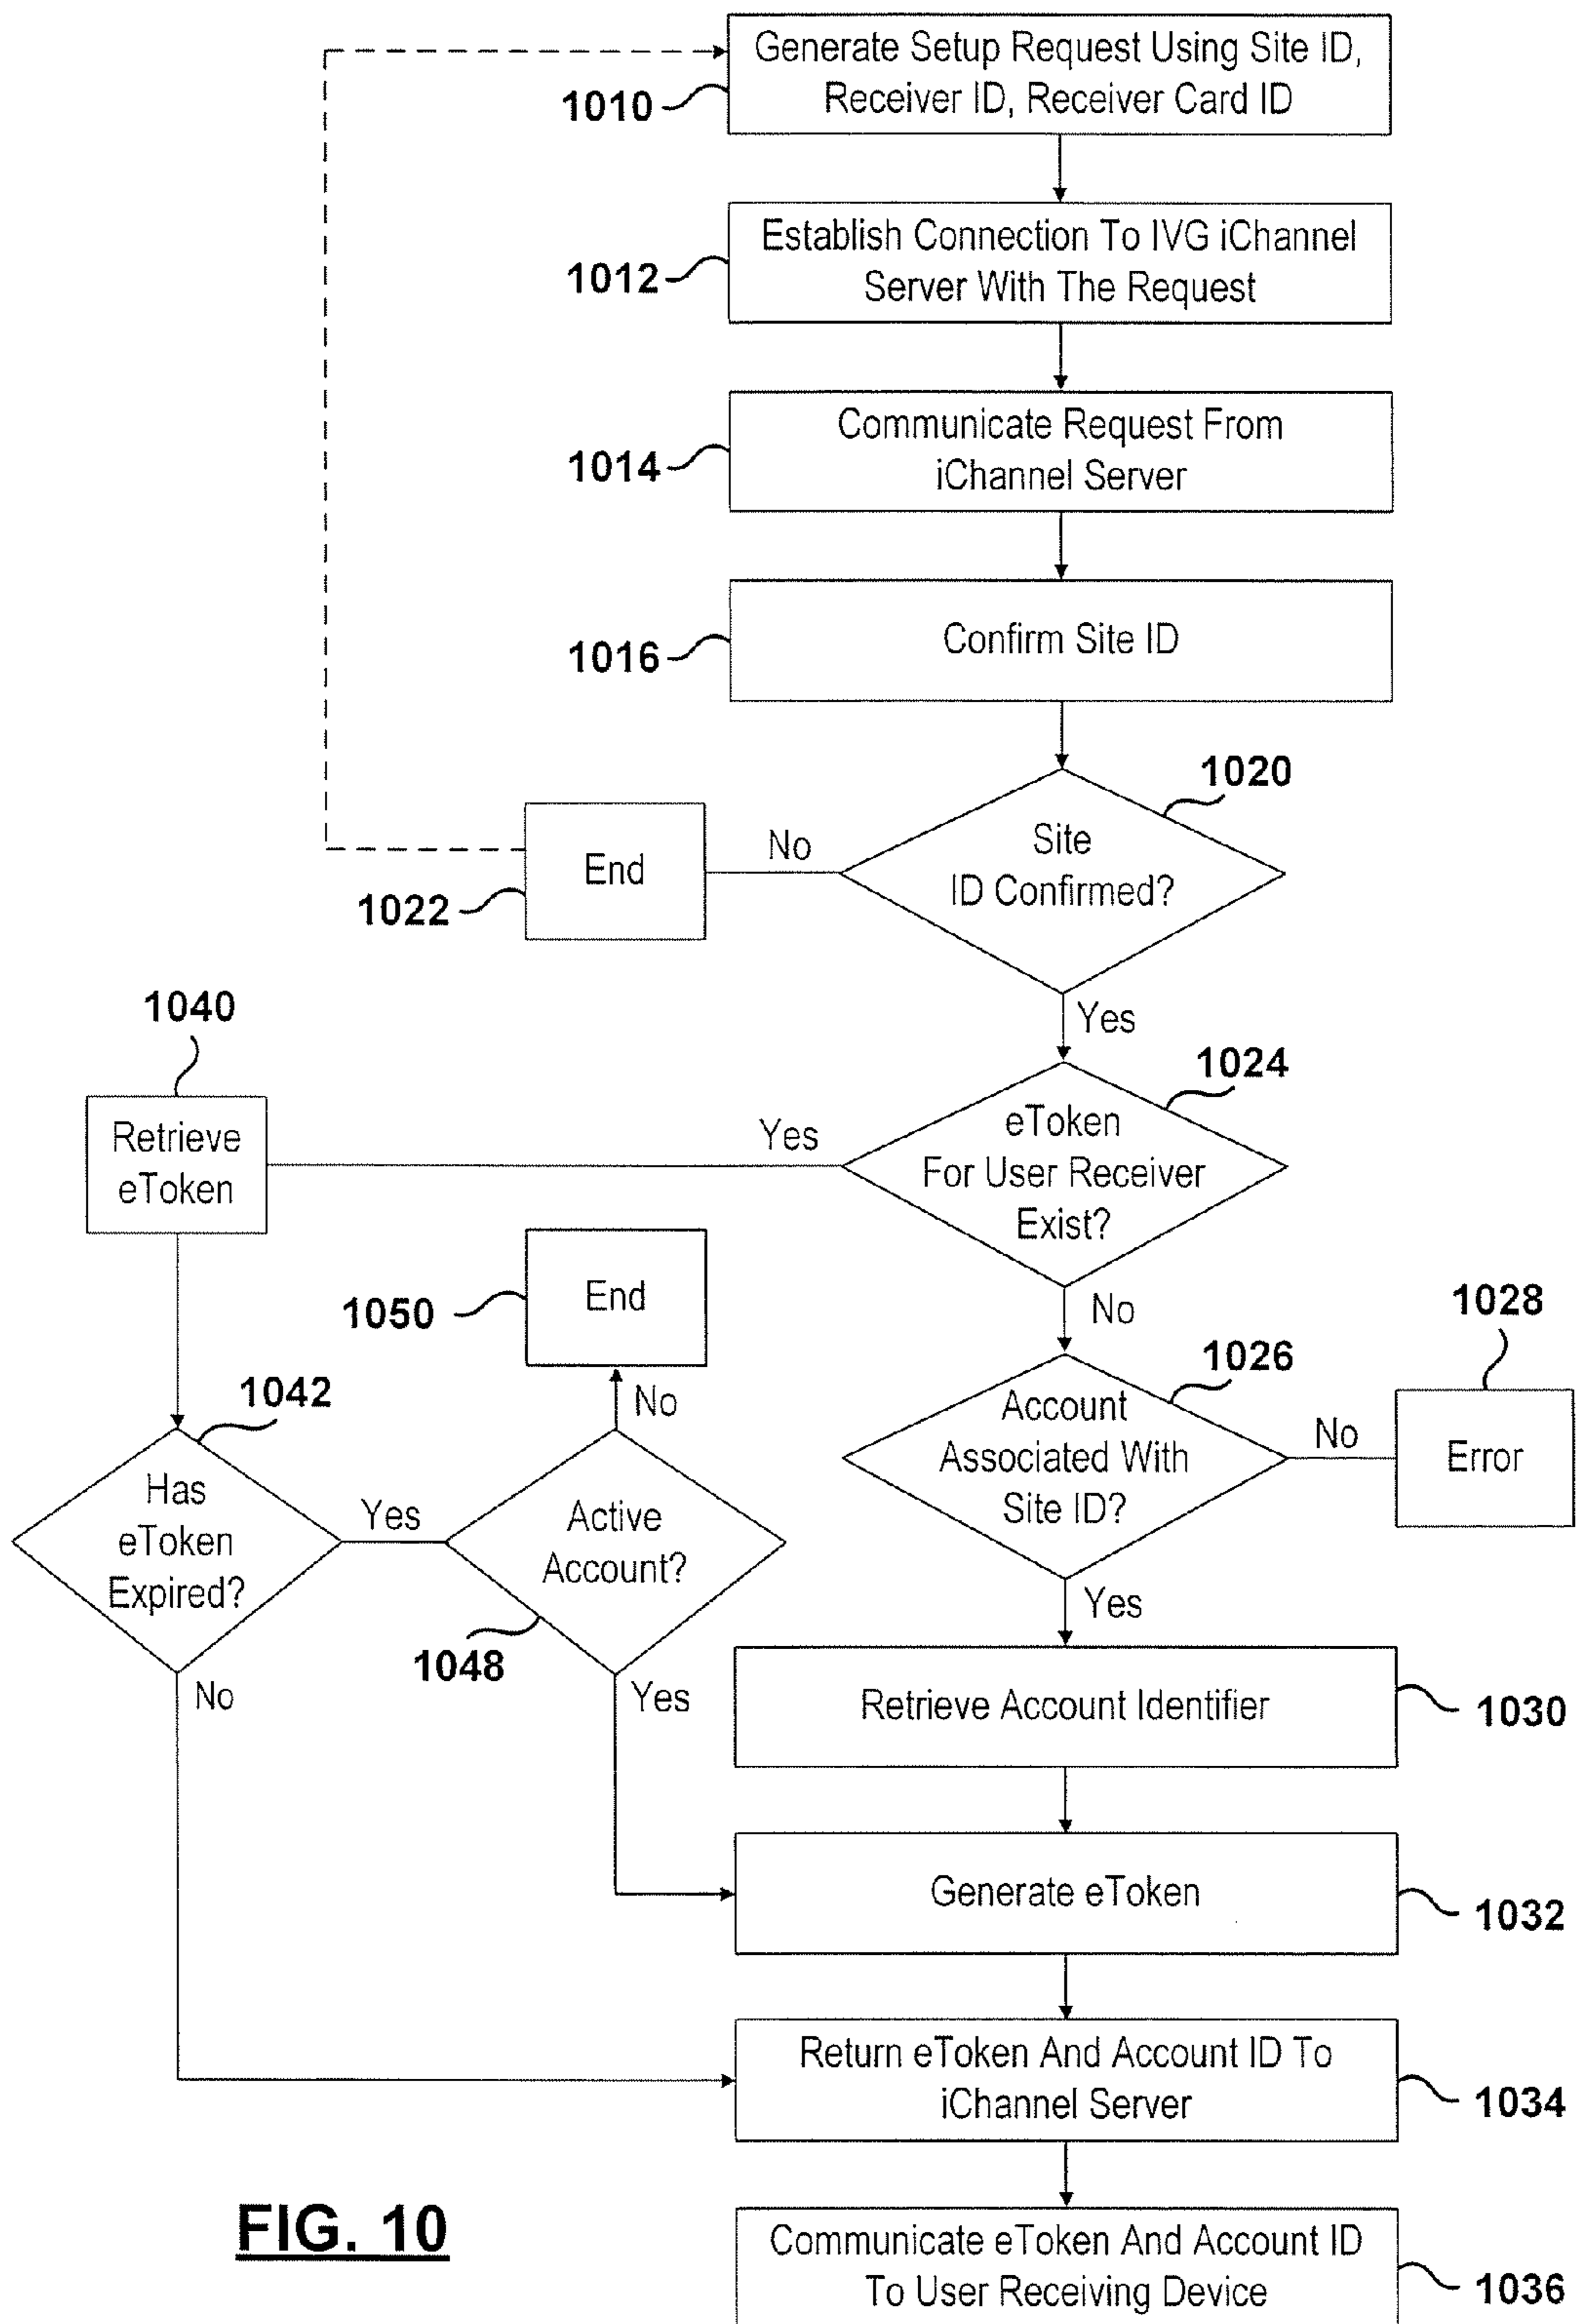 Generate Setup Request Using Site ID,
Receiver ID, Receiver Card ID
1010
Establish Connection To IVG iChannel
Server With The Request
1012
Communicate Request From
iChannel Server
1014
Confirm Site ID
1016
1020
Site
ID Confirmed?
No
End
1022
Yes
1040
1024
eToken
For User Receiver
Exist?
Yes
Retrieve
eToken
End
1050
No
1028
1026
Account
Associated With
Site ID?
No
Error
1042
No
Has
eToken
Expired?
Yes
Active
Account?
1048
Yes
No
Yes
Retrieve Account Identifier
1030
Generate eToken
1032
Return eToken And Account ID To
iChannel Server
1034
Communicate eToken And Account ID
To User Receiving Device
1036
FIG. 10